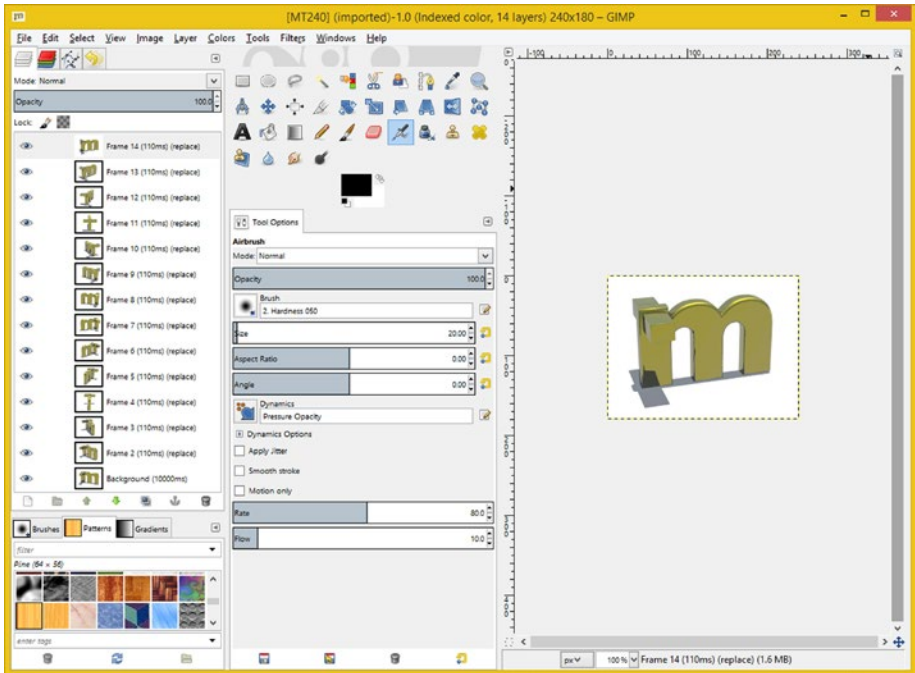 [MT240] (imported)-1.0 (Indexed color, 14 layers) 240x180 – GIMP
File Edit Select View Image Layer Colors Tools Filters Windows Help
Mode: Normal
Opacity 100.0
Lock:
Frame 14 (110ms) (replace)
Frame 13 (110ms) (replace)
Frame 12 (110ms) (replace)
Frame 11 (110ms) (replace)
Frame 10 (110ms) (replace)
Frame 9 (110ms) (replace)
Frame 8 (110ms) (replace)
Frame 7 (110ms) (replace)
Frame 6 (110ms) (replace)
Frame 5 (110ms) (replace)
Frame 4 (110ms) (replace)
Frame 3 (110ms) (replace)
Frame 2 (110ms) (replace)
Background (10000ms)
Brushes Patterns Gradients
filter
Pine (64 × 56)
enter tags
Tool Options
Airbrush
Mode: Normal
Opacity 100.0
Brush
2. Hardness 050
Size 20.00
Aspect Ratio 0.00
Angle 0.00
Dynamics
Pressure Opacity
Dynamics Options
Apply Jitter
Smooth stroke
Motion only
Rate 80.0
Flow 10.0
-100 0 100 200 300
m
px 100 % Frame 14 (110ms) (replace) (1.6 MB)